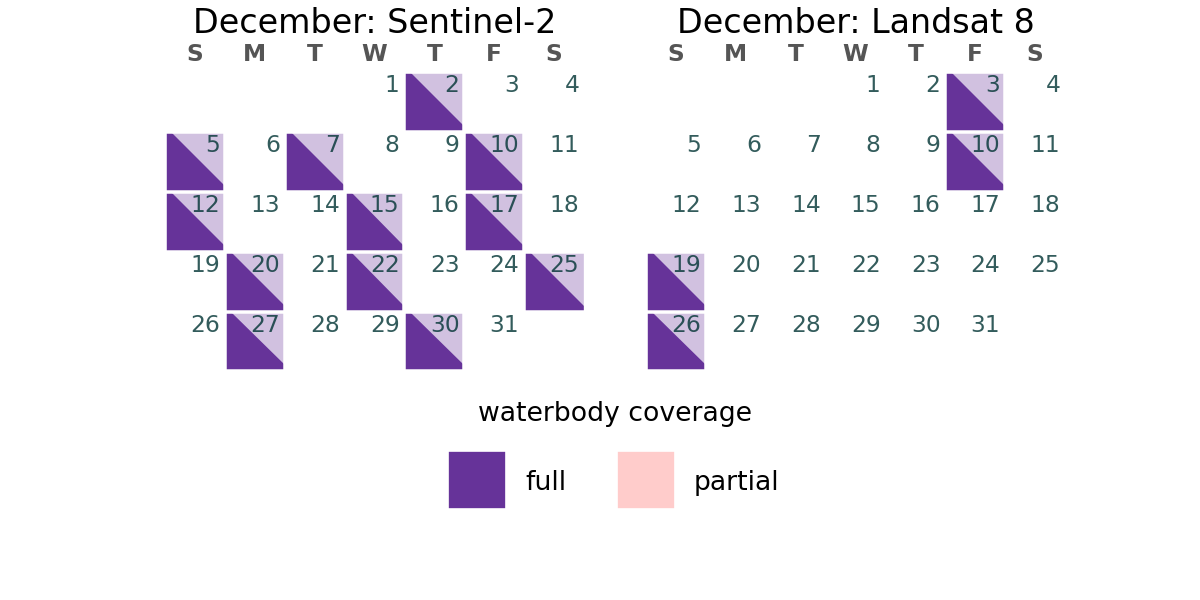 December: Sentinel-2
S M T W T F S
1 2 3 4
5 6 7 8 9 10 11
12 13 14 15 16 17 18
19 20 21 22 23 24 25
26 27 28 29 30 31
December: Landsat 8
S M T W T F S
1 2 3 4
5 6 7 8 9 10 11
12 13 14 15 16 17 18
19 20 21 22 23 24 25
26 27 28 29 30 31
waterbody coverage
full
partial